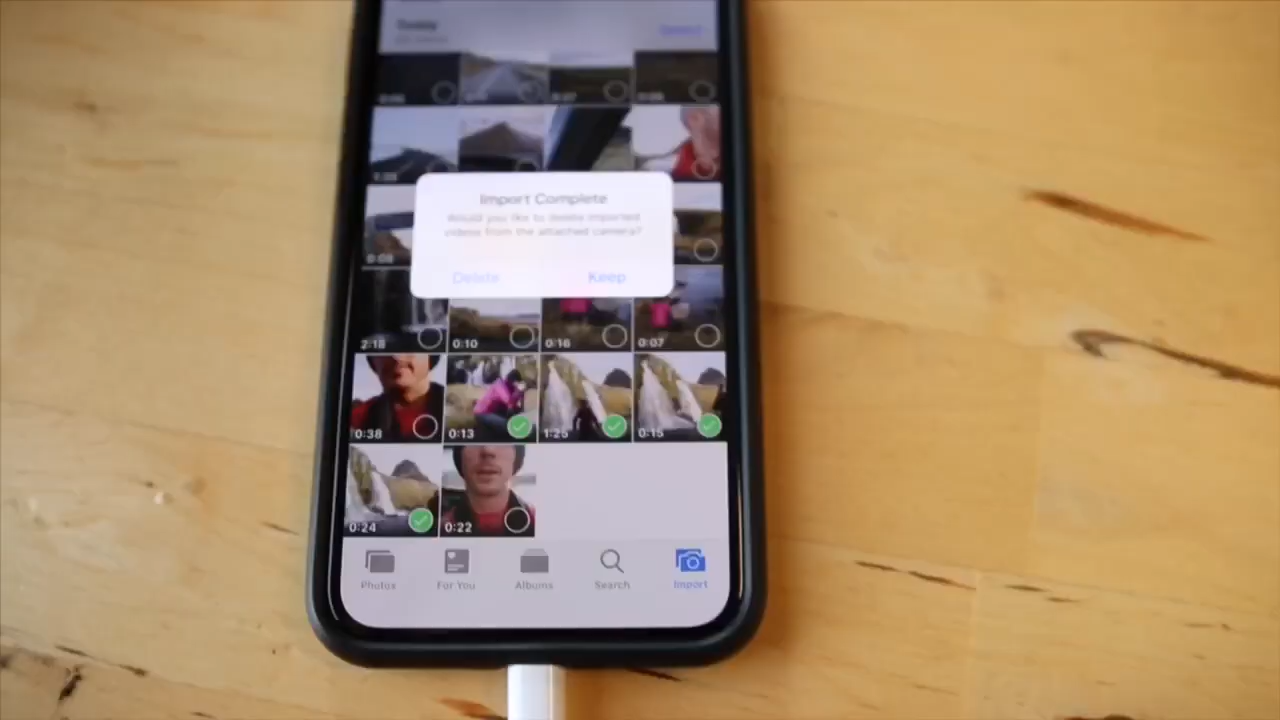 Import Complete
Would you like to delete imported
videos from the attached camera?
Delete
Keep
2:18
0:10
0:16
0:07
0:38
0:13
1:25
0:15
0:24
0:22
Photos
For You
Albums
Search
Import